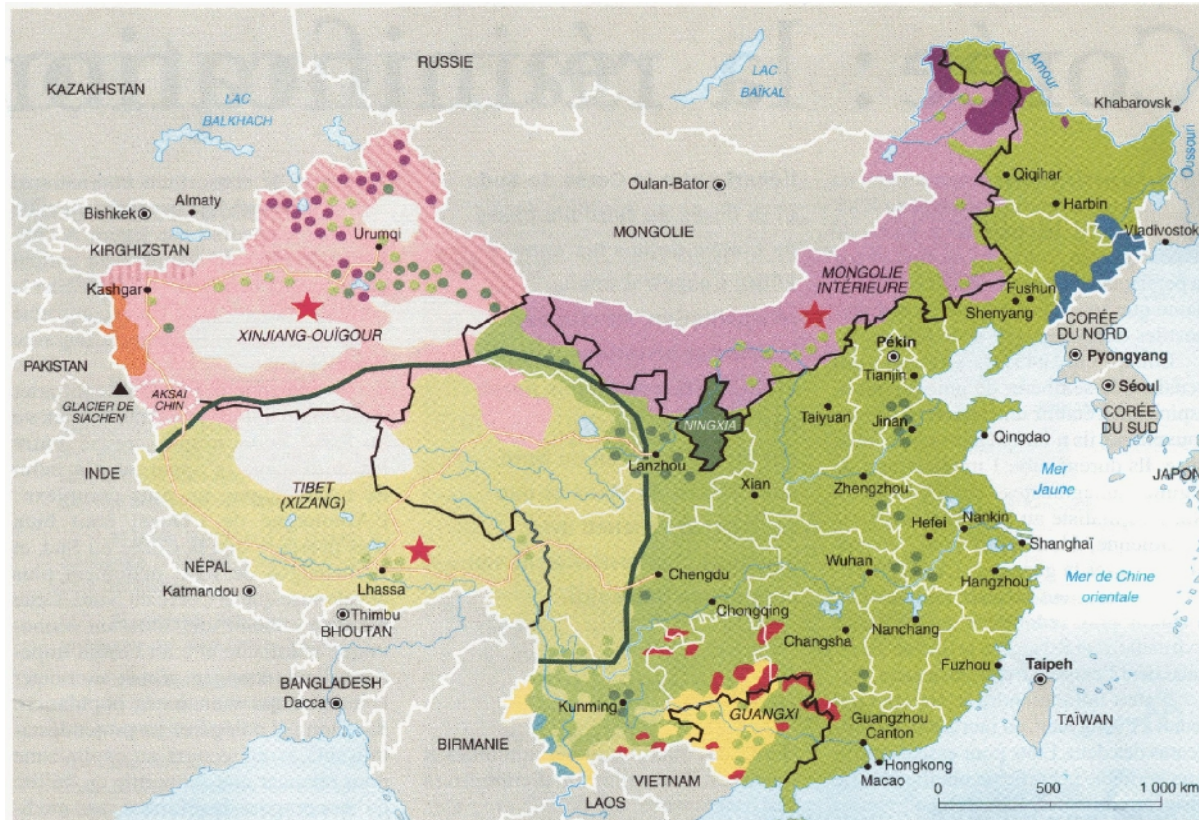 RUSSIE
KAZAKHSTAN
LAC
BAÏKAL
Amour
LAC
BALKHACH
Khabarovsk
Oussouri
Oulan-Bator
Qiqihar
Almaty
Bishkek
Harbin
Urumqi
MONGOLIE
KIRGHIZSTAN
Vladivostok
MONGOLIE-
INTÉRIEURE
Kashgar
Fushun
Shenyang
XINJIANG-OUÏGOUR
CORÉE
DU NORD
Pékin
Pyongyang
PAKISTAN
Tianjin
AKSAI
CHIN
Séoul
GLACIER DE
SIACHEN
Taiyuan
Jinan
CORÉE
DU SUD
NINGXIA
Qingdao
Lanzhou
INDE
Mer
Jaune
JAPON
Xian
Zhengzhou
TIBET
(XIZANG)
Hefei
Nankin
Shanghaï
NÉPAL
Wuhan
Lhassa
Chengdu
Hangzhou
Mer de Chine
orientale
Katmandou
Chongqing
Thimbu
BHOUTAN
Changsha
Nanchang
Fuzhou
Taipeh
BANGLADESH
Dacca
Kunming
GUANGXI
Guangzhou
Canton
TAÏWAN
BIRMANIE
VIETNAM
Hongkong
Macao
LAOS
0 500 1 000 km